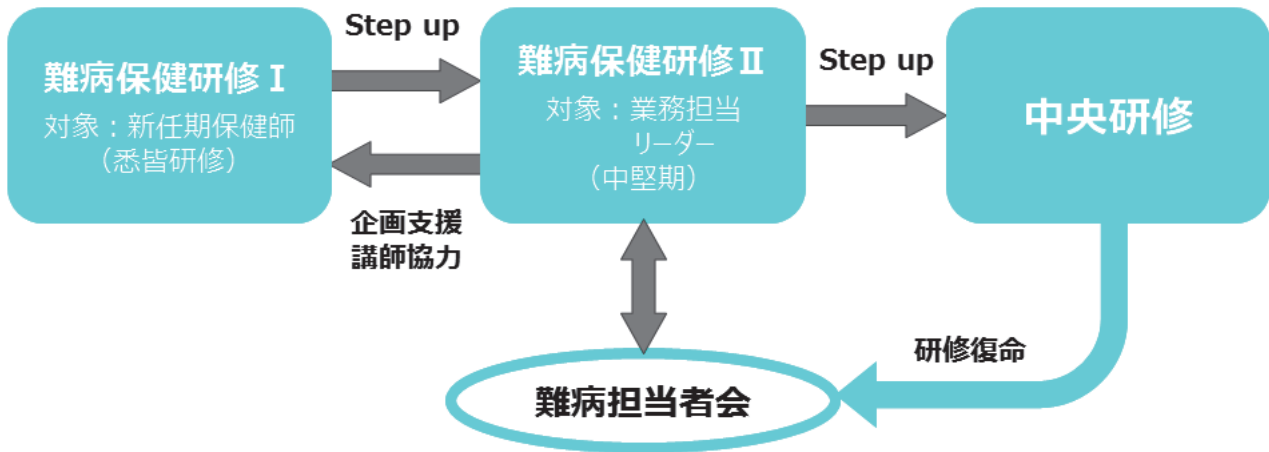 難病保健研修Ⅰ
対象：新任期保健師
（悉皆研修）
Step up
企画支援
講師協力
難病保健研修Ⅱ
対象：業務担当
リーダー
（中堅期）
Step up
中央研修
研修復命
難病担当者会